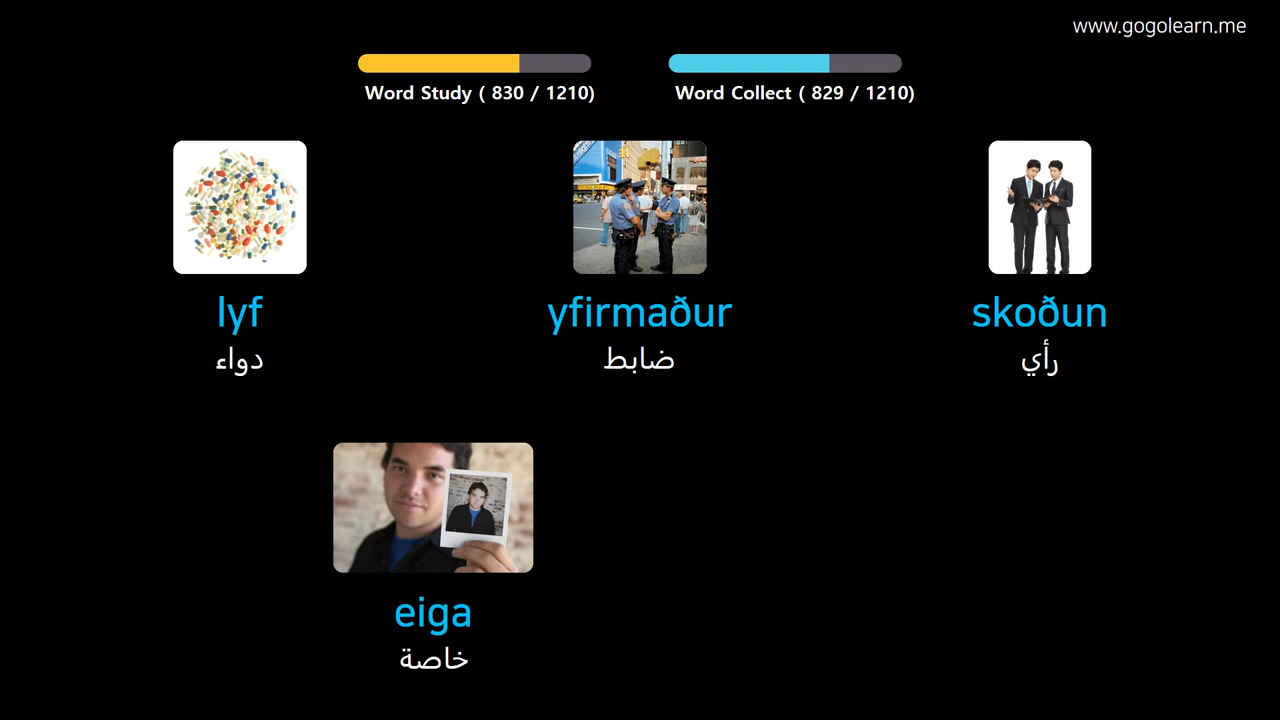 www.gogolearn.me
Word Study ( 830 / 1210)
Word Collect ( 829 / 1210)
lyf
دواء
yfirmaður
ضابط
skoðun
رأي
eiga
خاصة